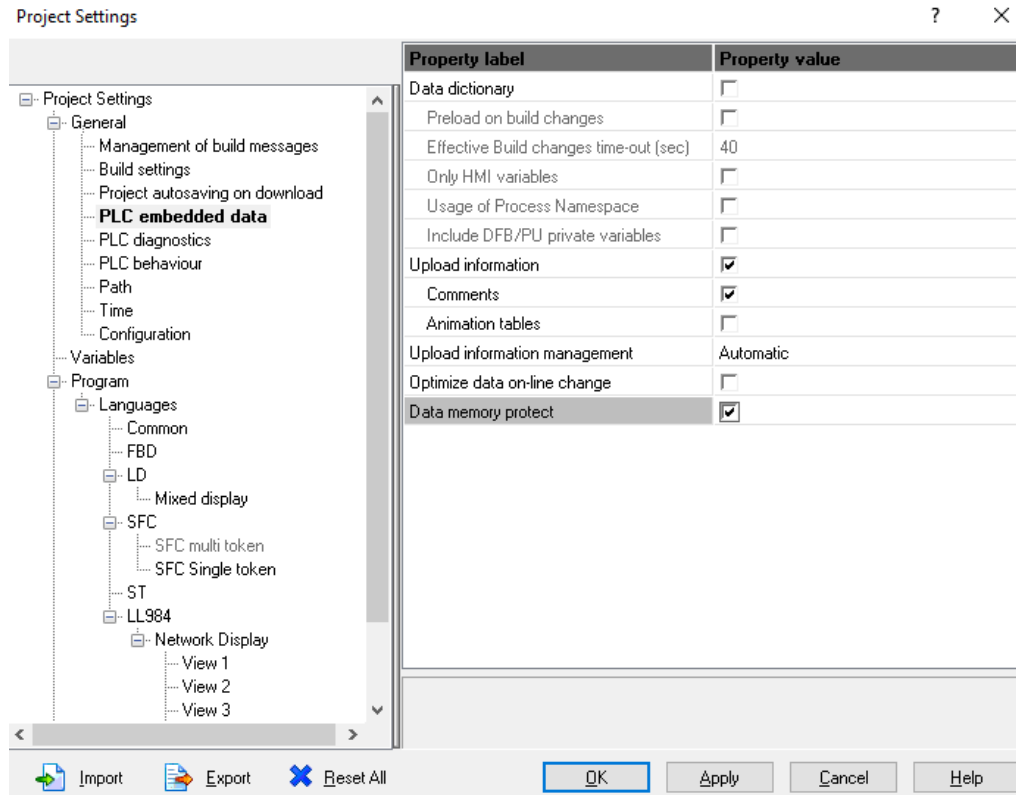 Project Settings
? ×
Property label Property value
Data dictionary
Preload on build changes
Effective Build changes time-out (sec) 40
Only HMI variables
Usage of Process Namespace
Include DFB/PU private variables
Upload information
Comments
Animation tables
Upload information management Automatic
Optimize data on-line change
Data memory protect
Project Settings
General
Management of build messages
Build settings
Project autosaving on download
PLC embedded data
PLC diagnostics
PLC behaviour
Path
Time
Configuration
Variables
Program
Languages
Common
FBD
LD
Mixed display
SFC
SFC multi token
SFC Single token
ST
LL984
Network Display
View 1
View 2
View 3
Import Export Reset All OK Apply Cancel Help